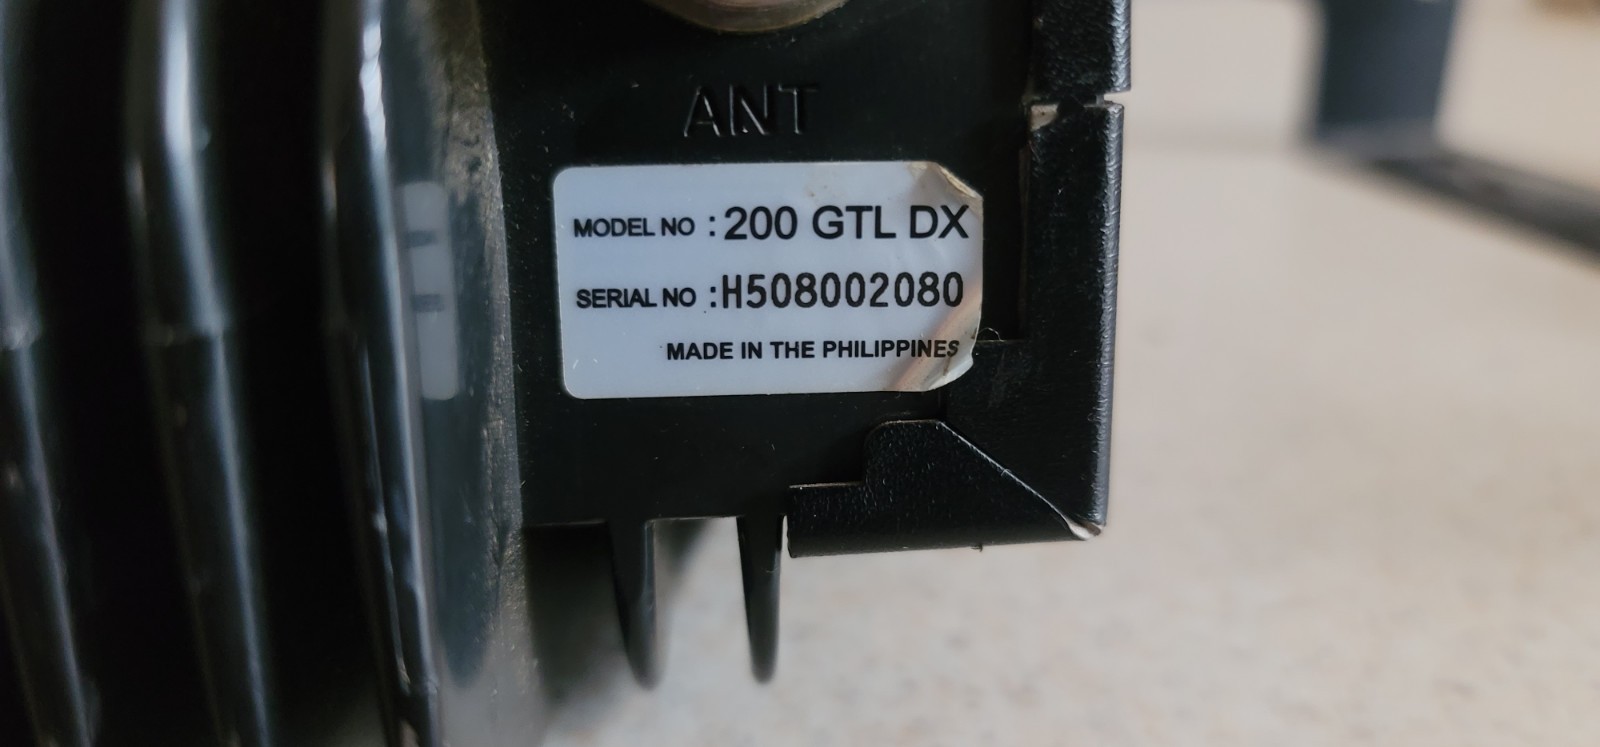 ANT
MODEL NO : 200 GTL DX
SERIAL NO : H508002080
MADE IN THE PHILIPPINES